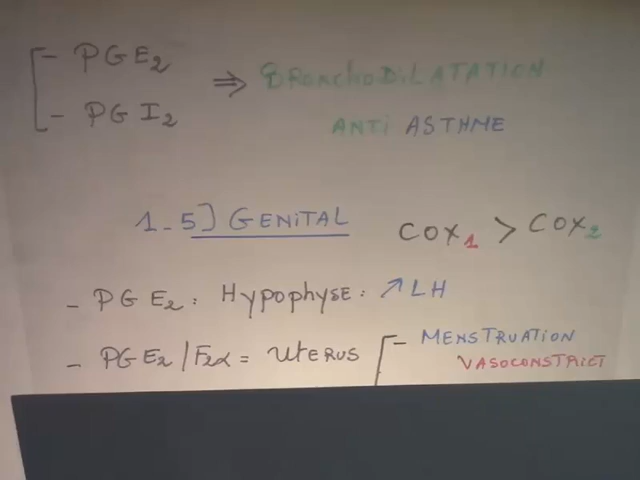 - PGE2
- PGI2
⇒ BRONCHODILATATION
ANTI ASTHME
1-5] GENITAL
COX1 > COX2
- PGE2: Hypophyse: ↗LH
- PGE2/F2α = UTERUS
- MENSTRUATION
VASOCONSTRICT